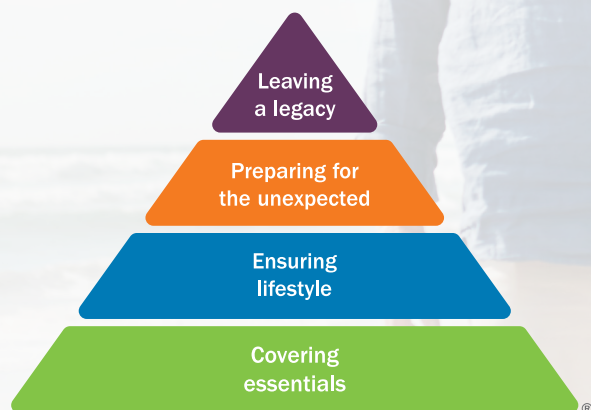 Leaving
a legacy
Preparing for
the unexpected
Ensuring
lifestyle
Covering
essentials
®